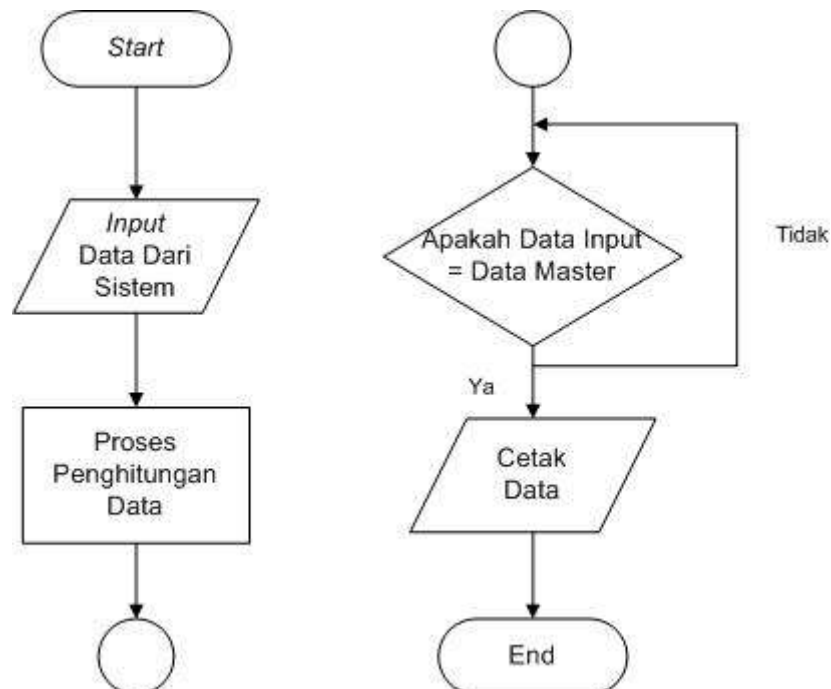 Start
Input
Data Dari
Sistem
Proses
Penghitungan
Data
Apakah Data Input
= Data Master
Tidak
Ya
Cetak
Data
End